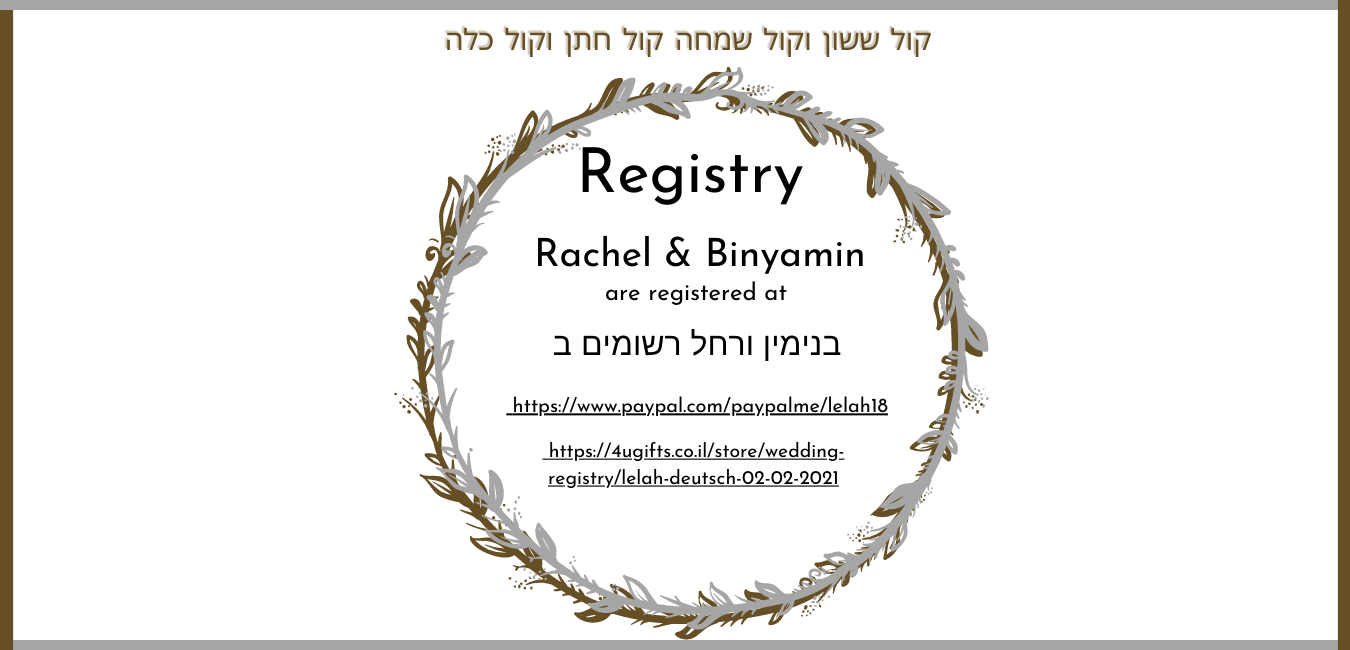 קול ששון וקול שמחה קול חתן וקול כלה
Registry
Rachel & Binyamin
are registered at
בנימין ורחל רשומים ב
https://www.paypal.com/paypalme/lelah18
https://4ugifts.co.il/store/wedding-
registry/lelah-deutsch-02-02-2021